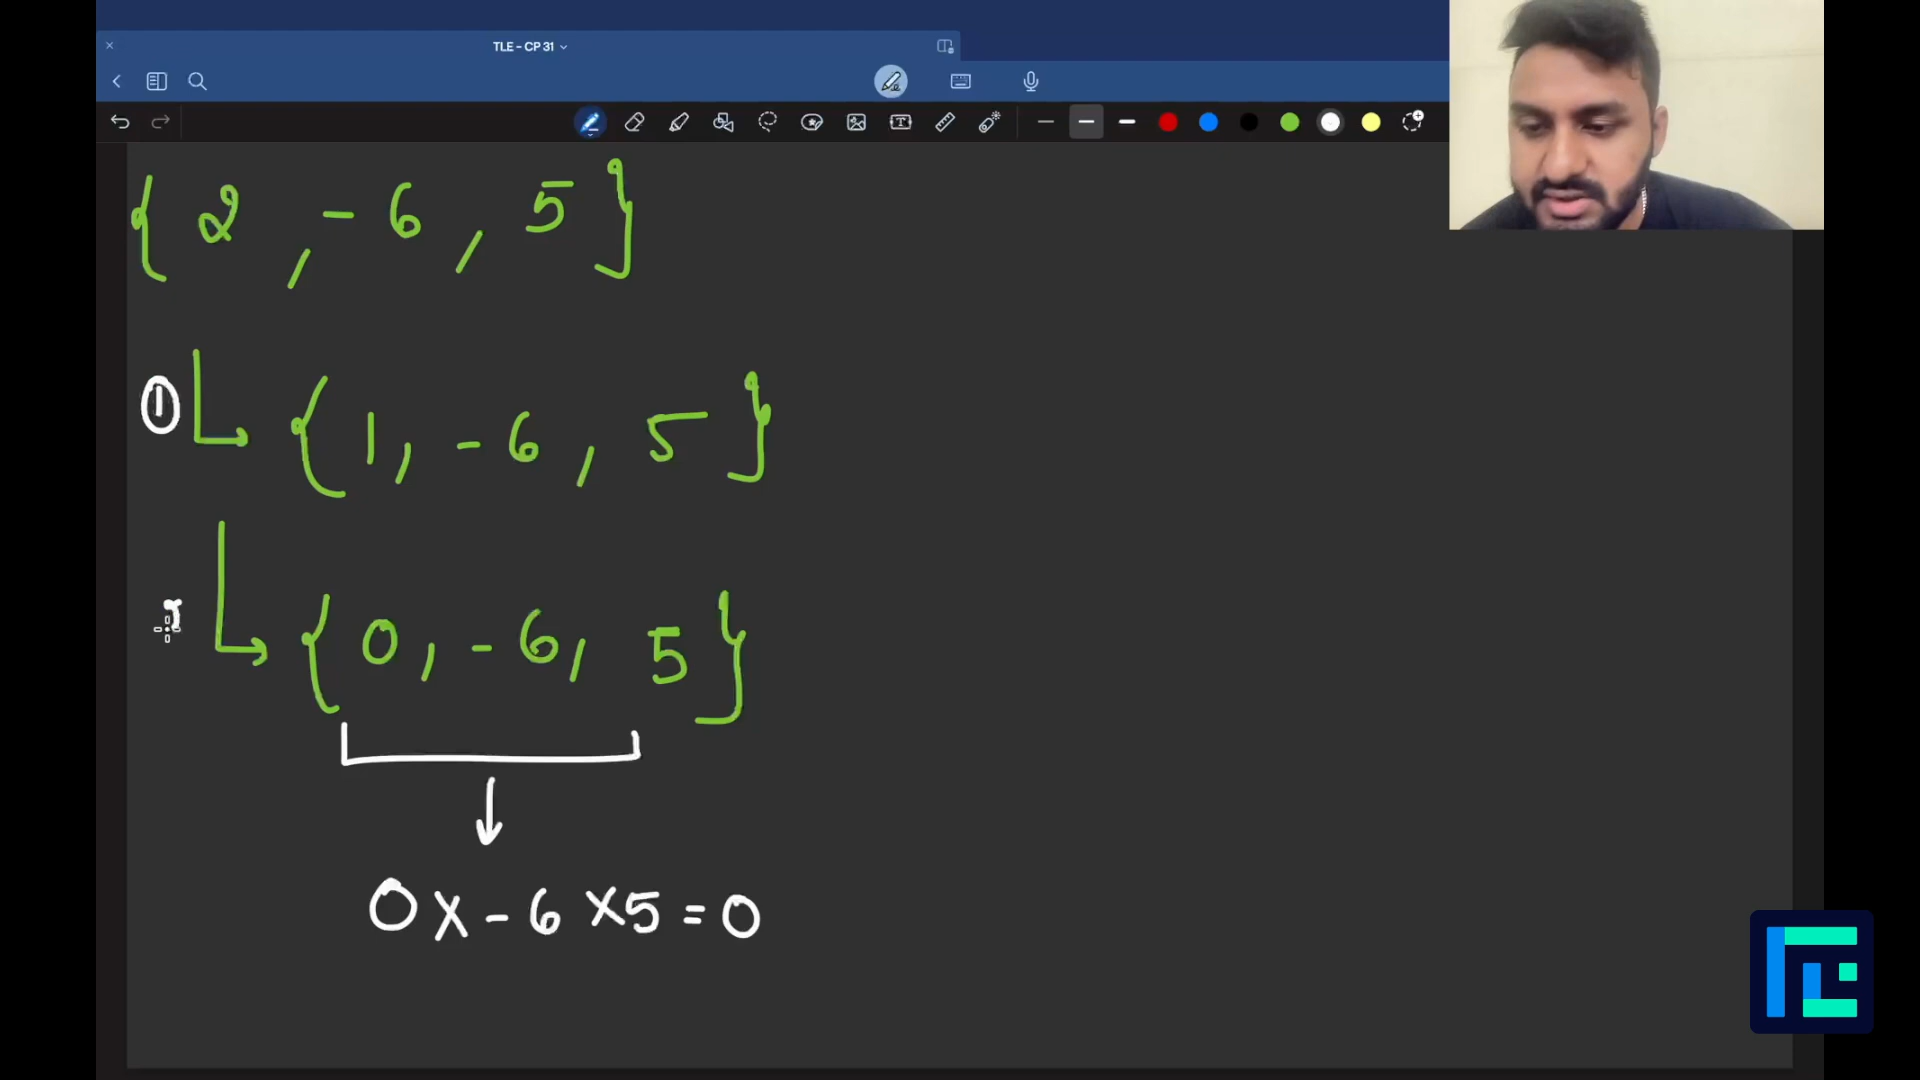 TLE - CP 31
{ 2 , - 6 , 5 }
① { 1 , - 6 , 5 }
{ 0 , - 6 , 5 }
0 x - 6 x 5 = 0